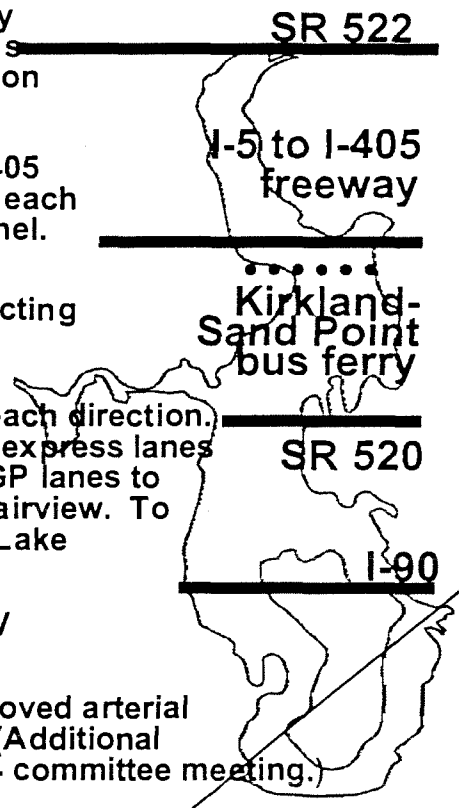 y
SR 522
s
on
I-5 to I-405
05
freeway
each
nel.
Kirkland-
cting
Sand Point
bus ferry
each direction.
express lanes
SR 520
GP lanes to
airview. To
Lake
I-90
y
oved arterial
(Additional
committee meeting.)